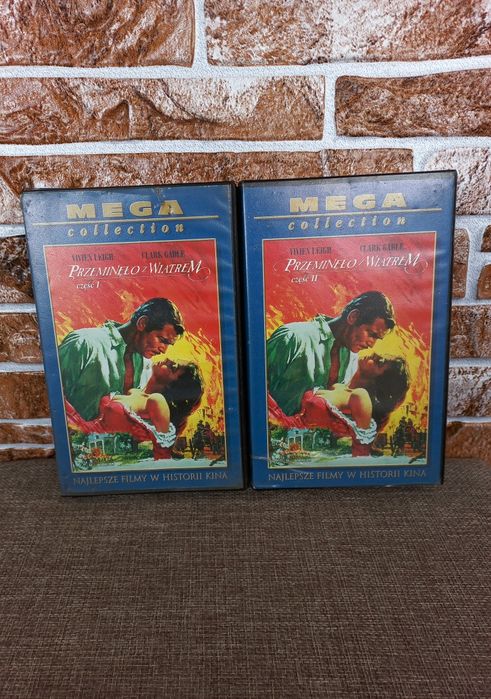 MEGA
collection
VIVIEN LEIGH CLARK GABLE
PRZEMINĘŁO Z WIATREM
część I
NAJLEPSZE FILMY W HISTORII KINA
MEGA
collection
VIVIEN LEIGH CLARK GABLE
PRZEMINĘŁO Z WIATREM
część II
NAJLEPSZE FILMY W HISTORII KINA